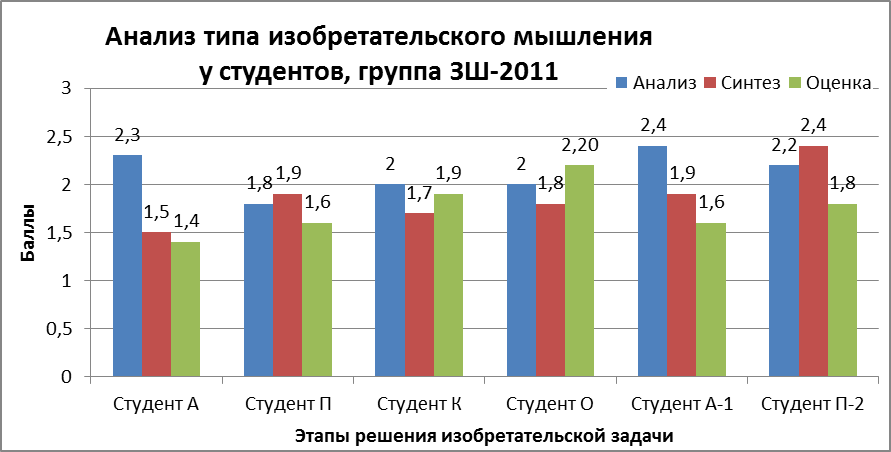 Анализ типа изобретательского мышления
у студентов, группа ЗШ-2011
Анализ Синтез Оценка
Баллы
3
2,5
2
1,5
1
0,5
0
2,3 1,5 1,4
1,8 1,9 1,6
2 1,7 1,9
2 1,8 2,20
2,4 1,9 1,6
2,2 2,4 1,8
Студент А Студент П Студент К Студент О Студент А-1 Студент П-2
Этапы решения изобретательской задачи